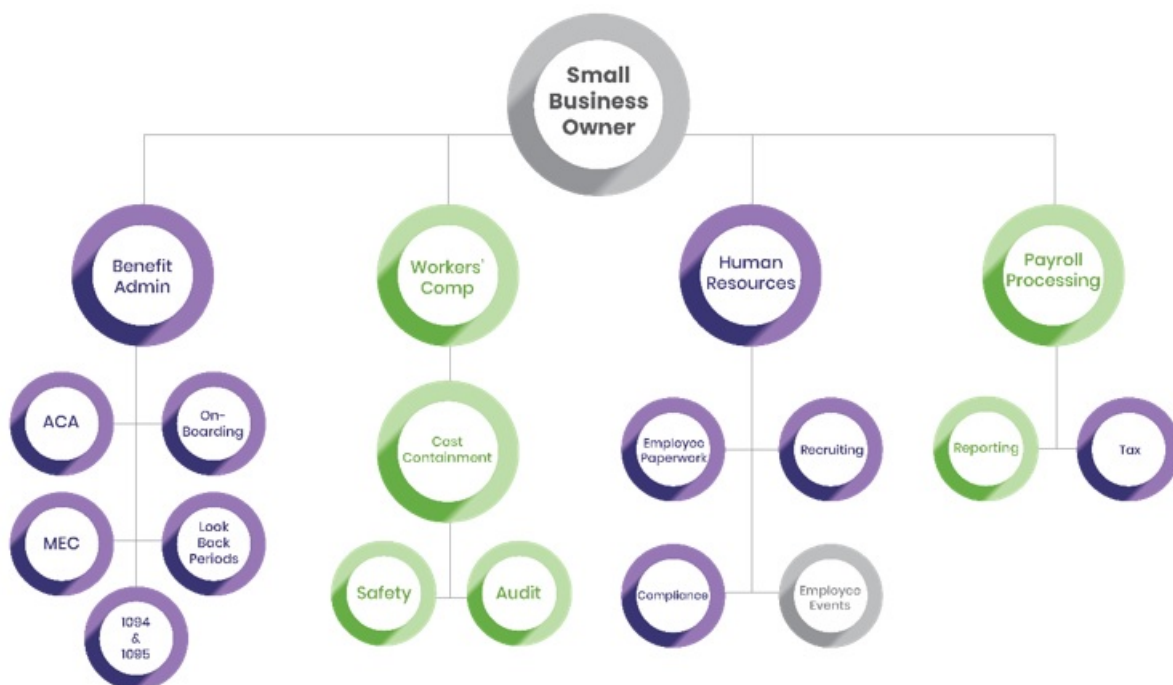 Small
Business
Owner
Benefit
Admin
Workers'
Comp
Human
Resources
Payroll
Processing
ACA
On-
Boarding
MEC
Look
Back
Periods
1094
&
1095
Cost
Containment
Safety
Audit
Employee
Paperwork
Recruiting
Compliance
Employee
Events
Reporting
Tax